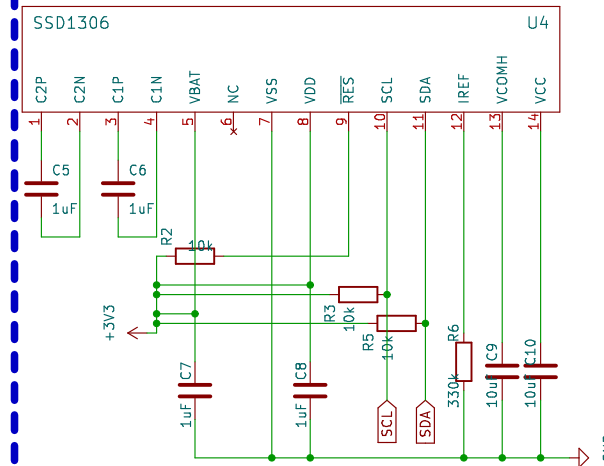 SSD1306 U4
C2P C2N C1P C1N VBAT NC VSS VDD RES SCL SDA IREF VCOMH VCC
1 2 3 4 5 6 7 8 9 10 11 12 13 14
C5 C6
1uF 1uF
R2 10k
+3V3
R3 10k
R5 10k
R6 330k
C7 1uF
C8 1uF
C9 10u
C10 10u
SCL SDA